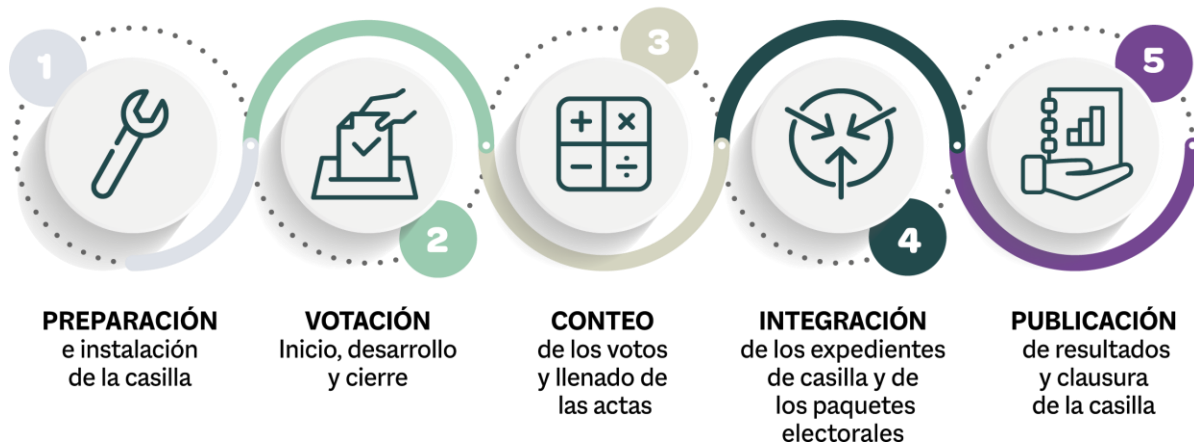 1
PREPARACIÓN
e instalación
de la casilla
2
VOTACIÓN
Inicio, desarrollo
y cierre
3
CONTEO
de los votos
y llenado de
las actas
4
INTEGRACIÓN
de los expedientes
de casilla y de
los paquetes
electorales
5
PUBLICACIÓN
de resultados
y clausura
de la casilla